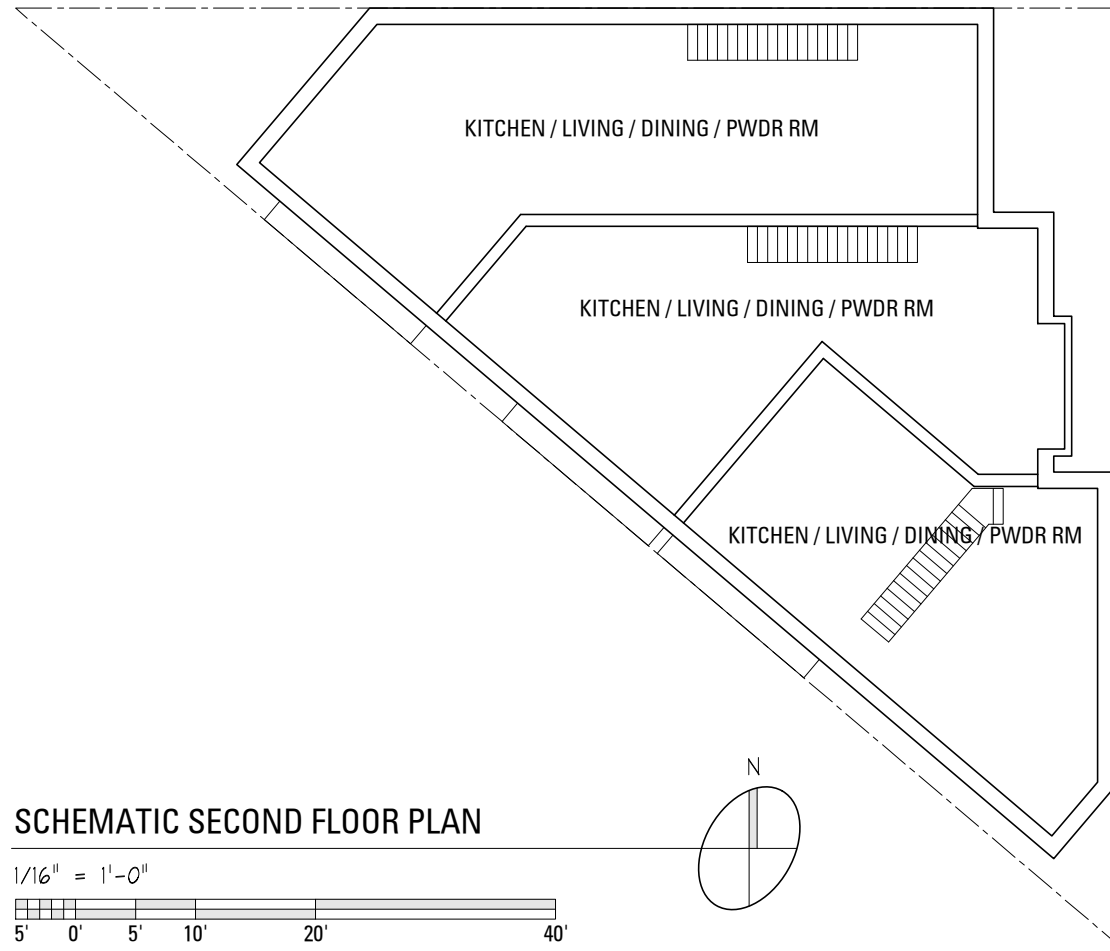 KITCHEN / LIVING / DINING / PWDR RM
KITCHEN / LIVING / DINING / PWDR RM
KITCHEN / LIVING / DINING / PWDR RM
N
SCHEMATIC SECOND FLOOR PLAN
1/16" = 1'-0"
5' 0' 5' 10' 20' 40'